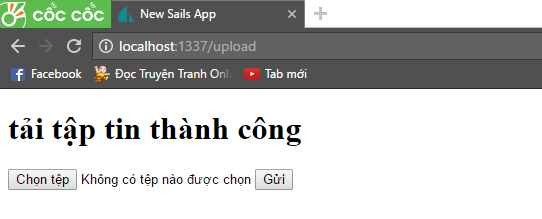 cốc cốc New Sails App
localhost:1337/upload
Facebook Đọc Truyện Tranh Onl Tab mới
tải tập tin thành công
Chọn tệp Không có tệp nào được chọn Gửi